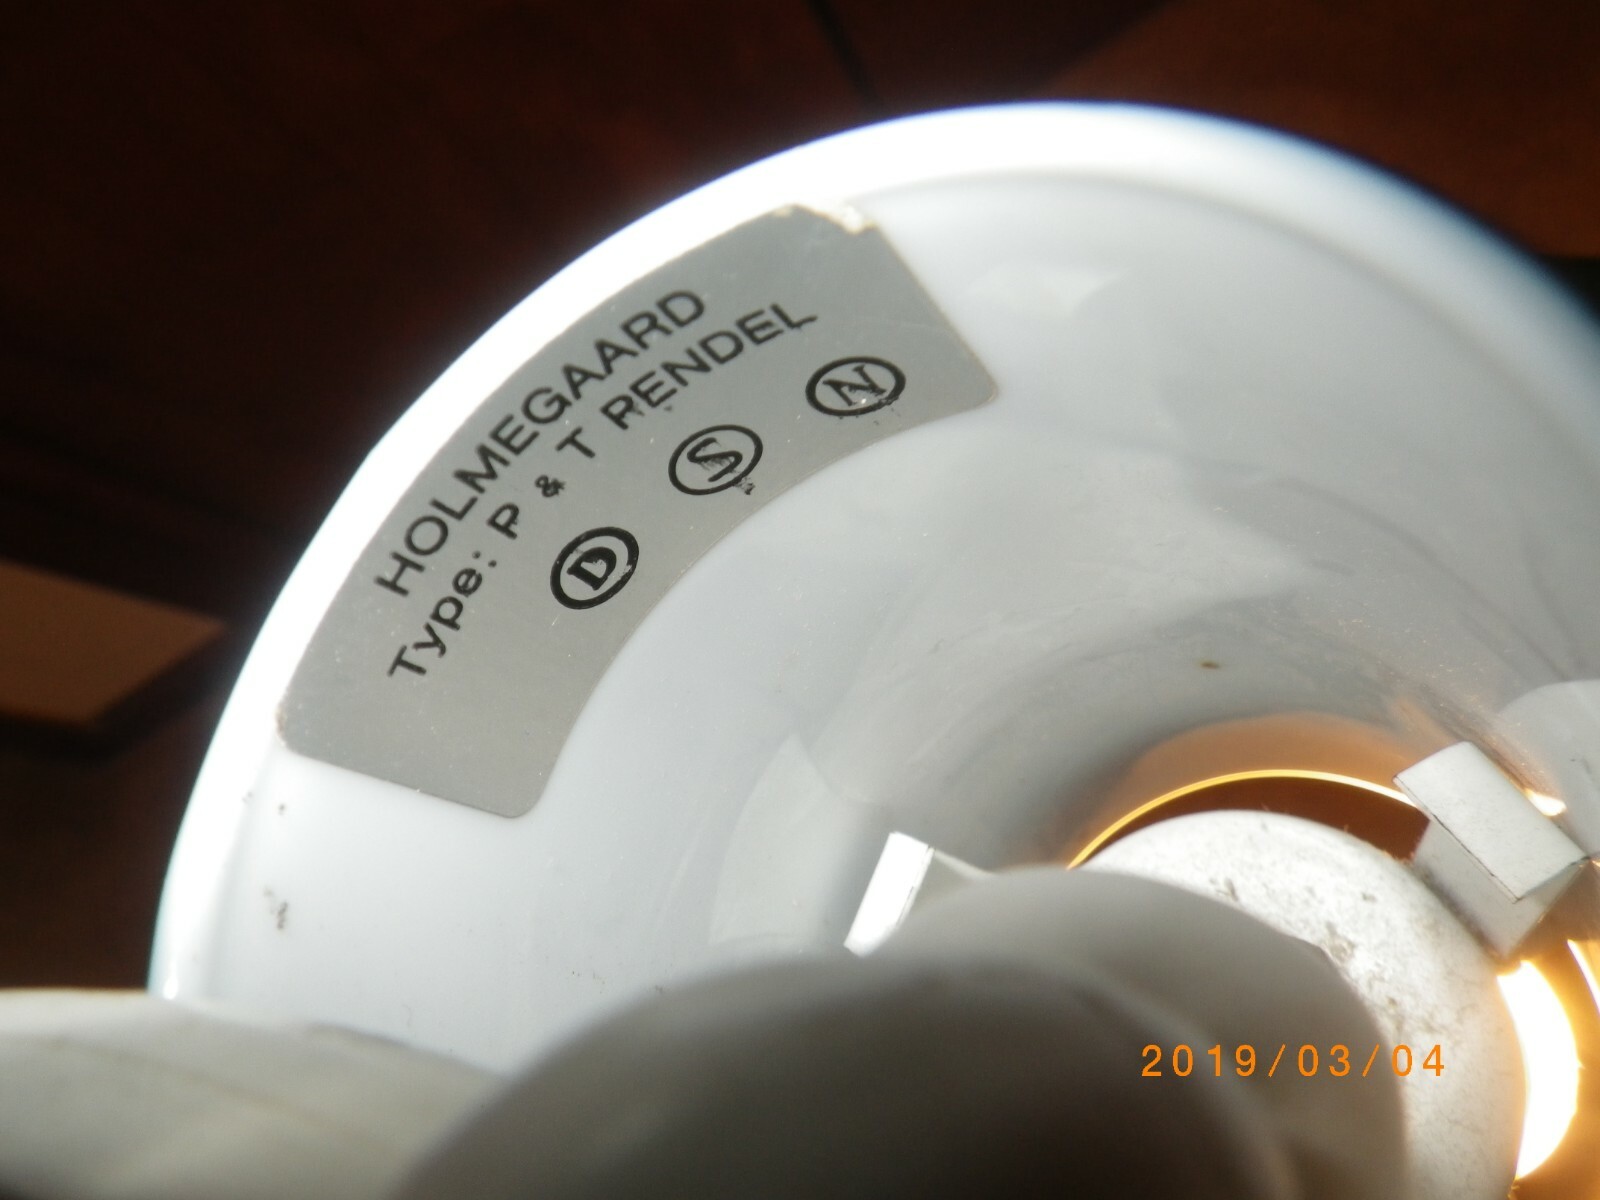 HOLMEGAARD
Type: P & T RENDEL
D S N
2019/03/04